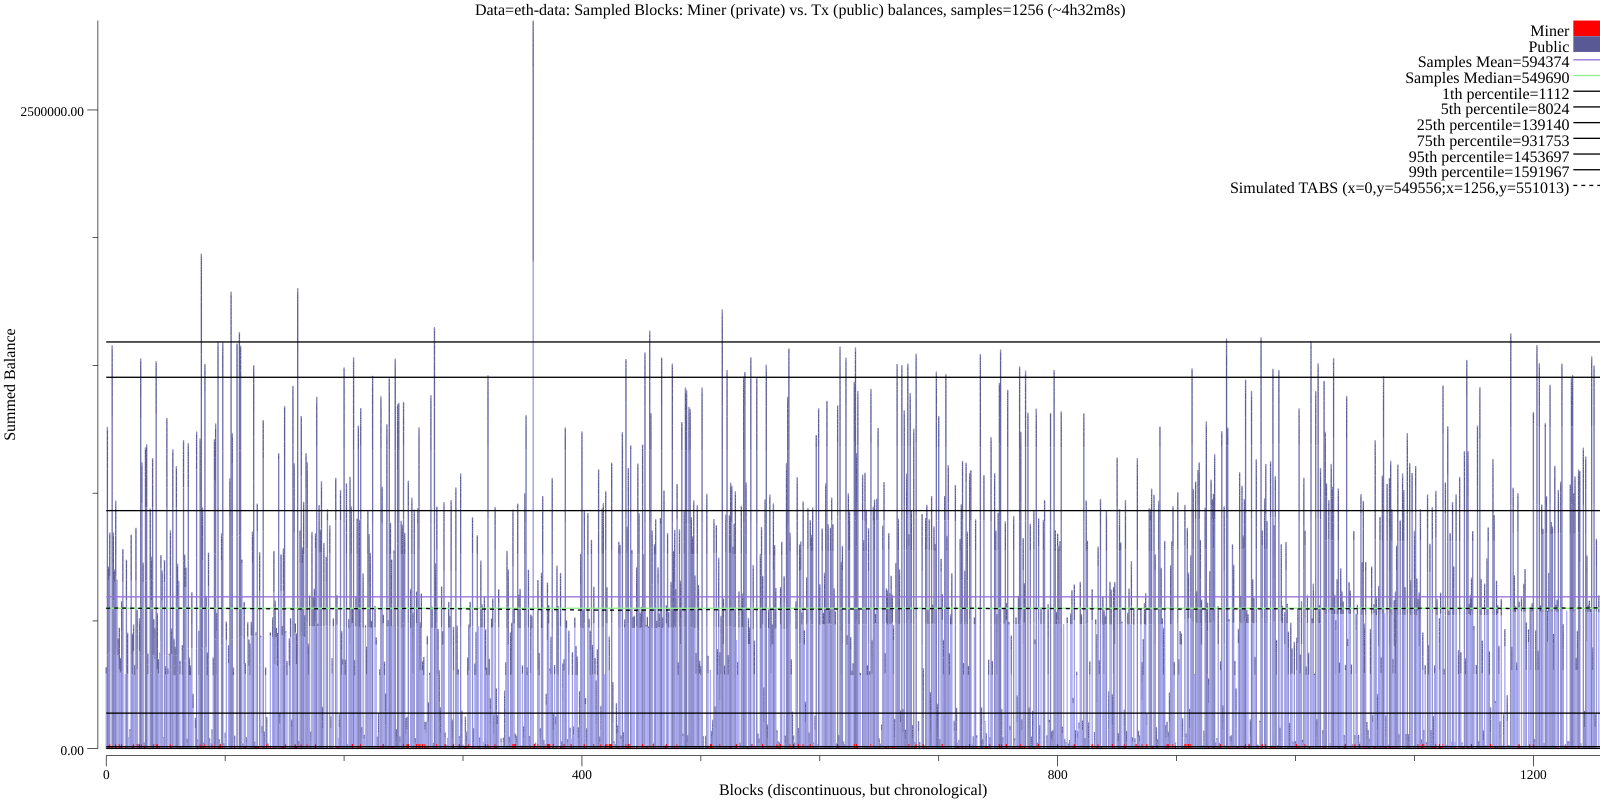 Data=eth-data: Sampled Blocks: Miner (private) vs. Tx (public) balances, samples=1256 (~4h32m8s)
Miner
Public
Samples Mean=594374
Samples Median=549690
1th percentile=1112
5th percentile=8024
25th percentile=139140
75th percentile=931753
95th percentile=1453697
99th percentile=1591967
Simulated TABS (x=0,y=549556;x=1256,y=551013)
2500000.00
Summed Balance
0.00
0 400 800 1200
Blocks (discontinuous, but chronological)